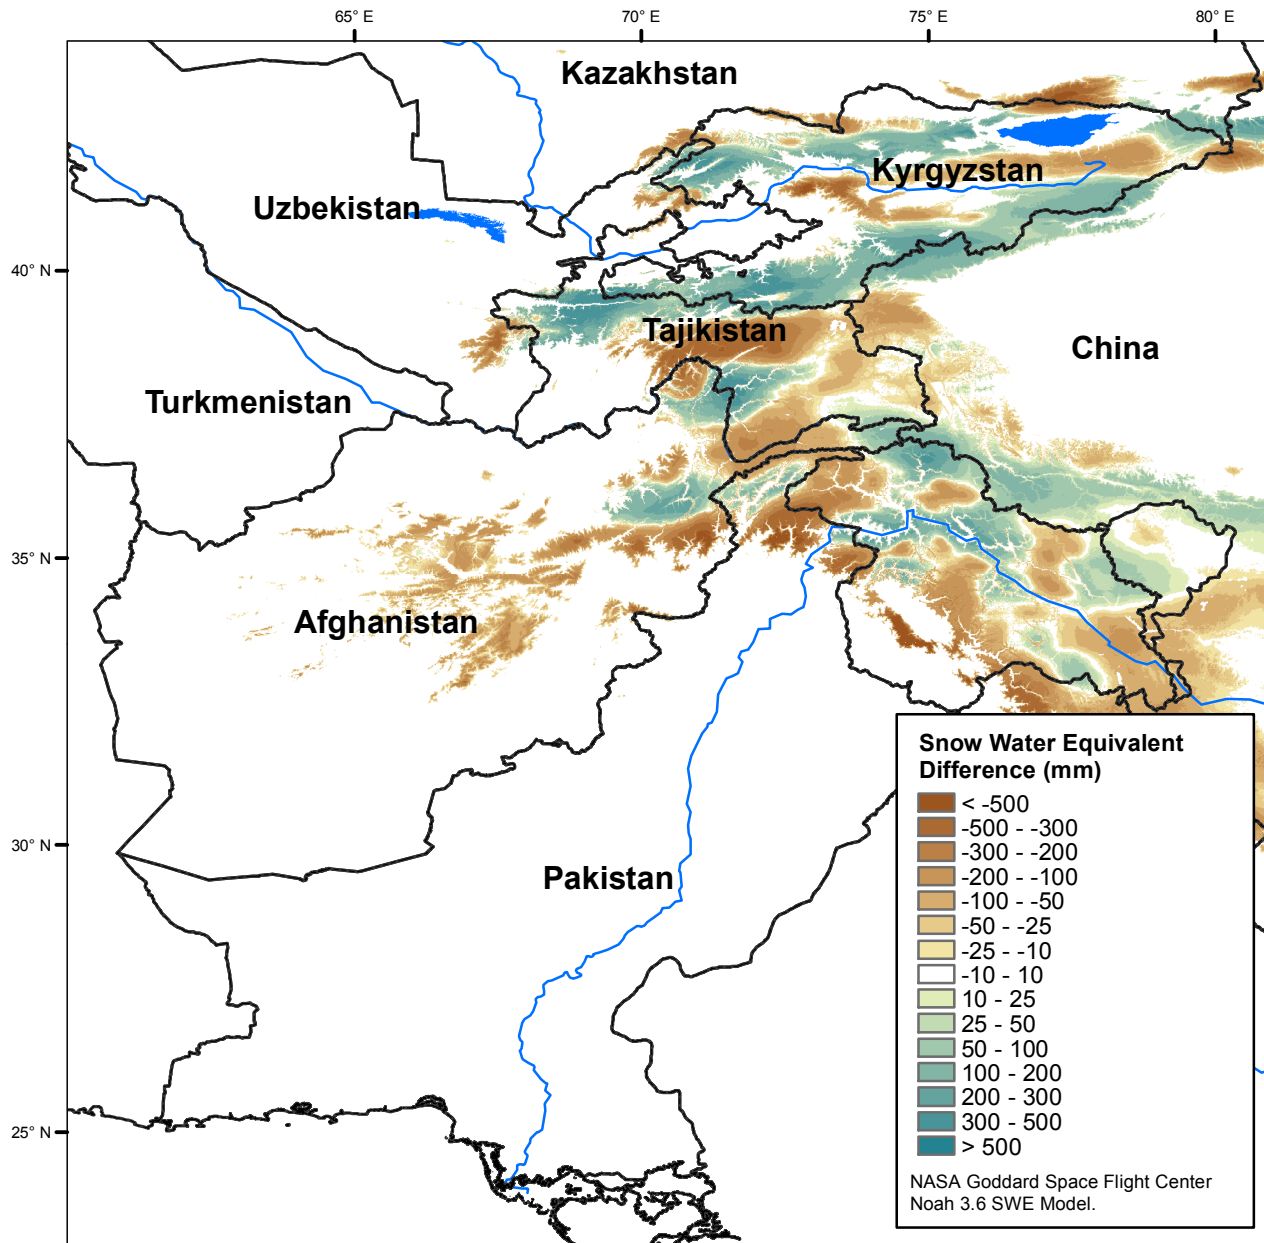 65° E
70° E
75° E
80° E
Kazakhstan
Kyrgyzstan
Uzbekistan
40° N
Tajikistan
China
Turkmenistan
35° N
Afghanistan
Snow Water Equivalent
Difference (mm)
< -500
-500 - -300
-300 - -200
-200 - -100
-100 - -50
-50 - -25
-25 - -10
-10 - 10
10 - 25
25 - 50
50 - 100
100 - 200
200 - 300
300 - 500
> 500
NASA Goddard Space Flight Center
Noah 3.6 SWE Model.
30° N
Pakistan
25° N